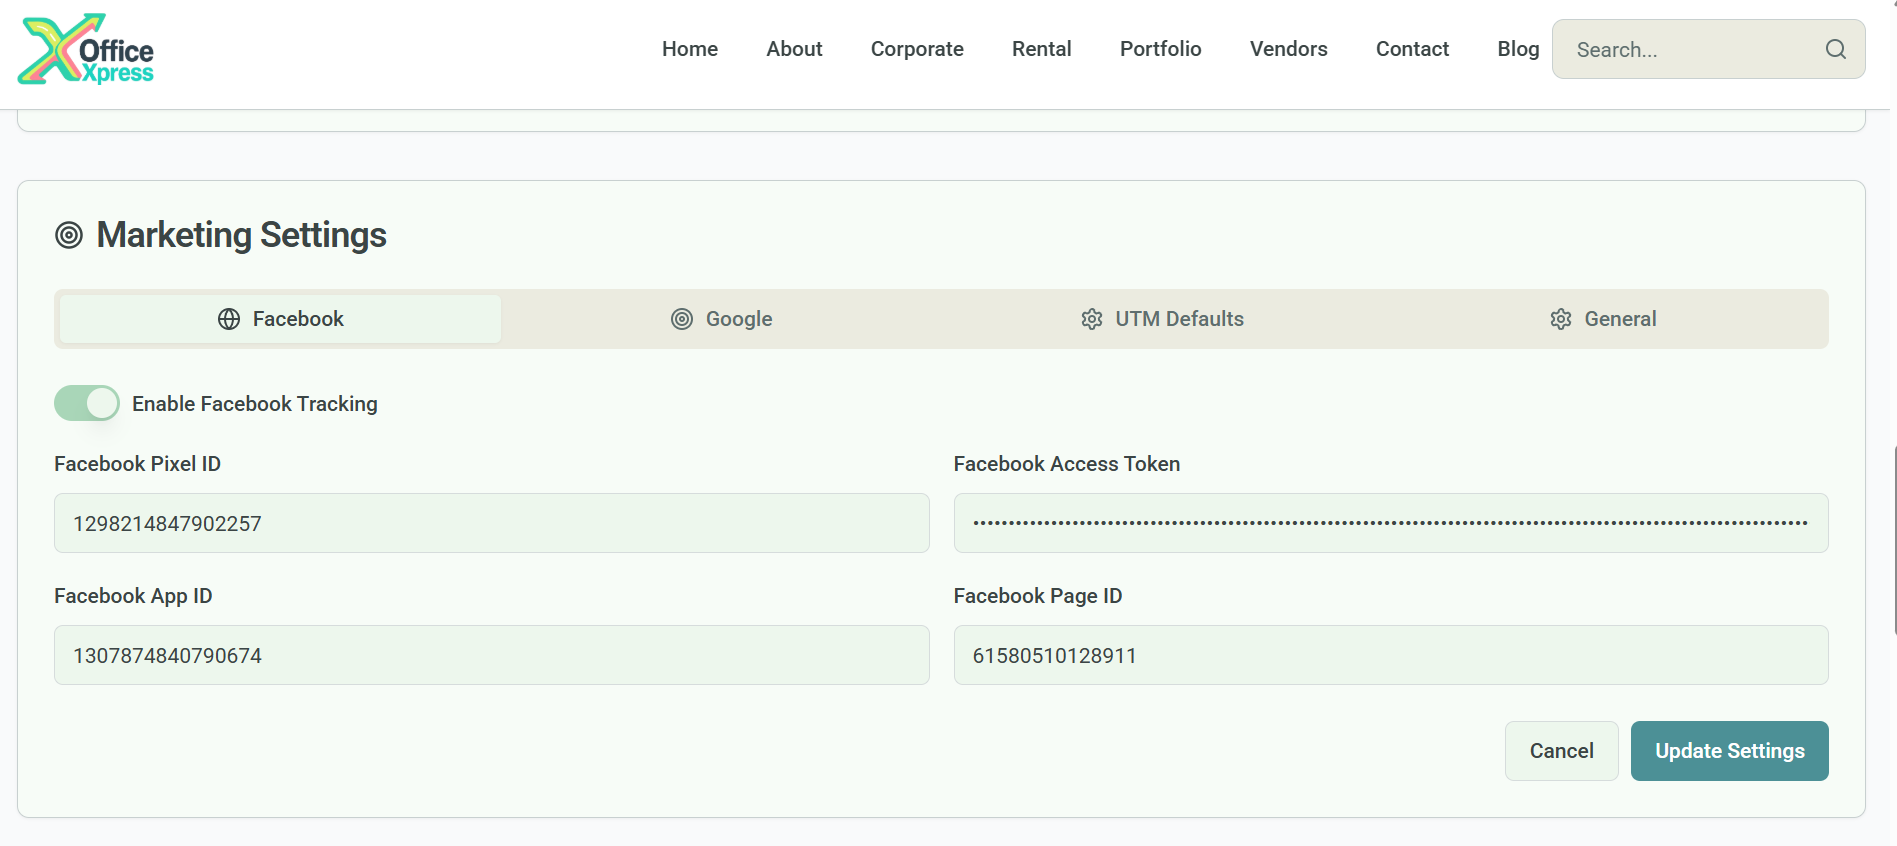 Office
Xpress
Home About Corporate Rental Portfolio Vendors Contact Blog Search...
Marketing Settings
Facebook Google UTM Defaults General
Enable Facebook Tracking
Facebook Pixel ID Facebook Access Token
1298214847902257
Facebook App ID Facebook Page ID
1307874840790674 61580510128911
Cancel Update Settings